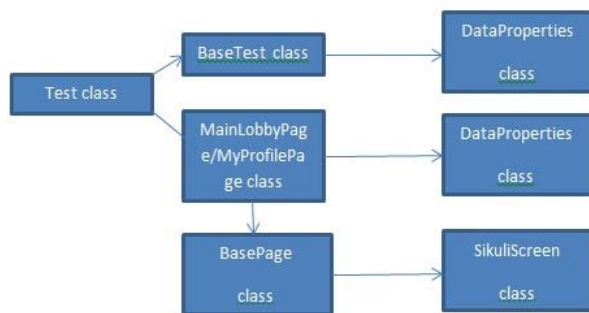 DataProperties
class
BaseTest class
Test class
MainLobbyPag
e/MyProfilePa
ge class
DataProperties
class
BasePage
class
SikuliScreen
class